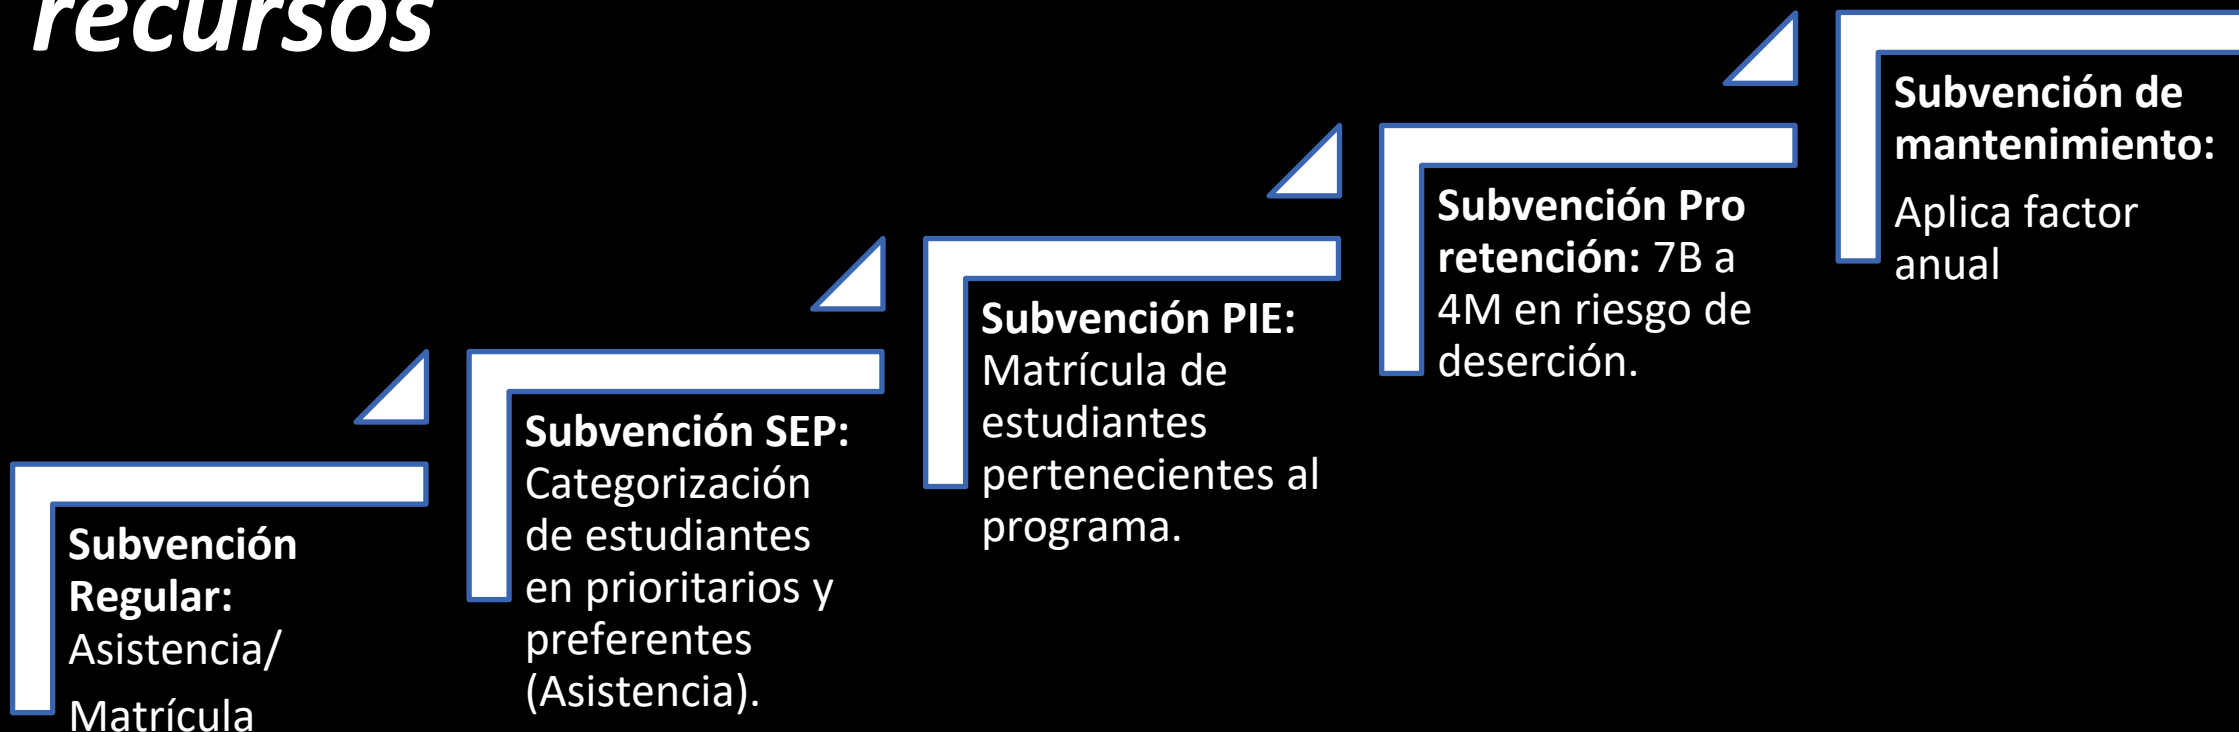 recursos
Subvención
Regular:
Asistencia/
Matrícula
Subvención SEP:
Categorización
de estudiantes
en prioritarios y
preferentes
(Asistencia).
Subvención PIE:
Matrícula de
estudiantes
pertenecientes al
programa.
Subvención Pro
retención: 7B a
4M en riesgo de
deserción.
Subvención de
mantenimiento:
Aplica factor
anual